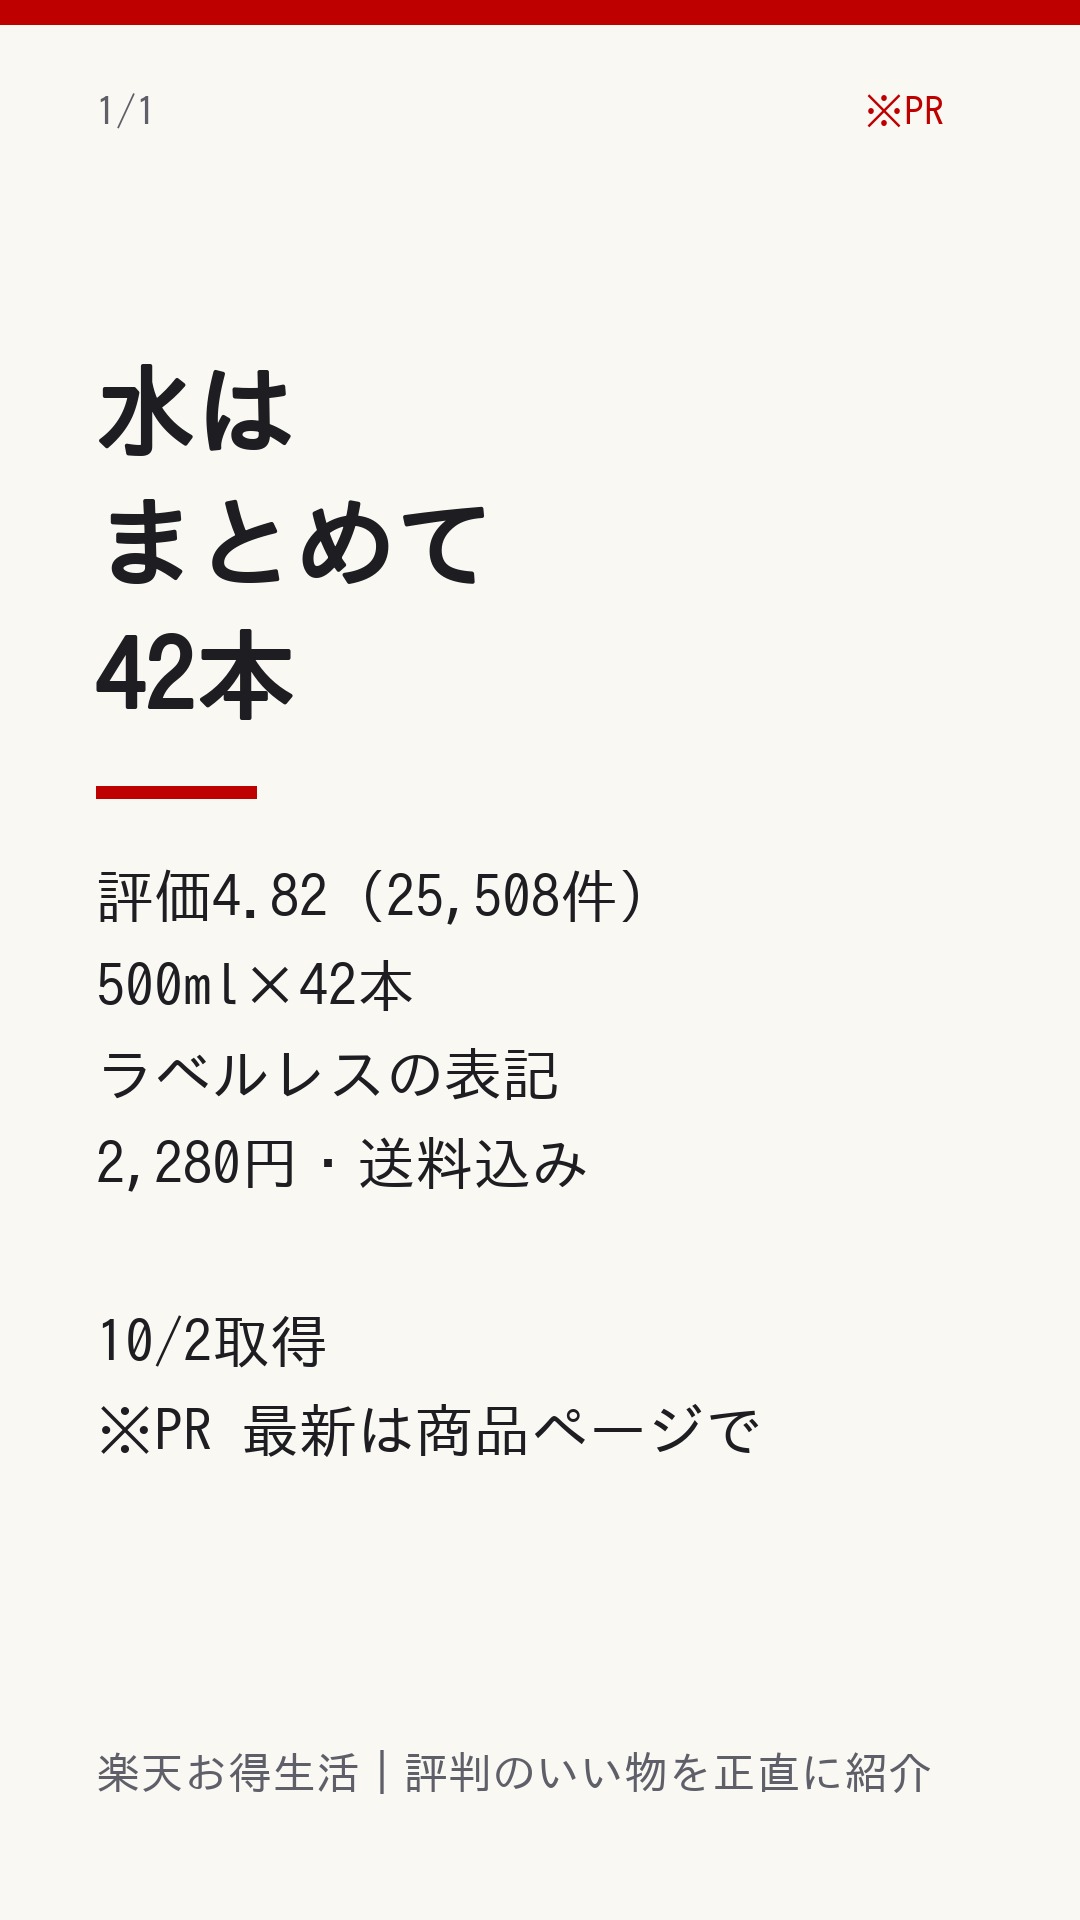 1/1
※PR
水は
まとめて
42本
評価4.82（25,508件）
500ml×42本
ラベルレスの表記
2,280円・送料込み
10/2取得
※PR 最新は商品ページで
楽天お得生活｜評判のいい物を正直に紹介